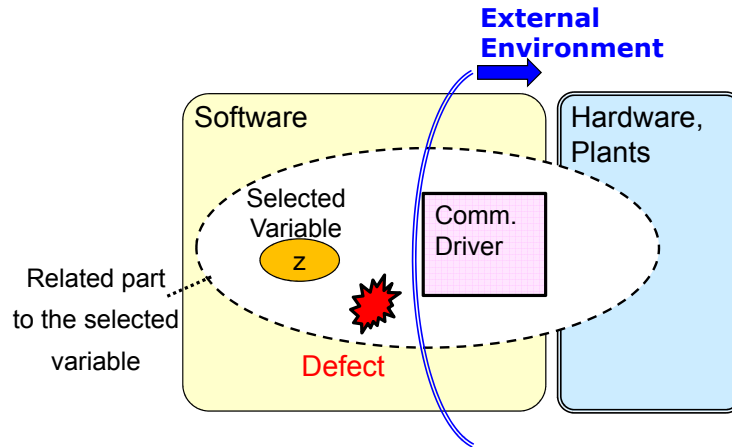 External
Environment
Software
Hardware,
Plants
Selected
Variable
z
Comm.
Driver
Related part
to the selected
variable
Defect